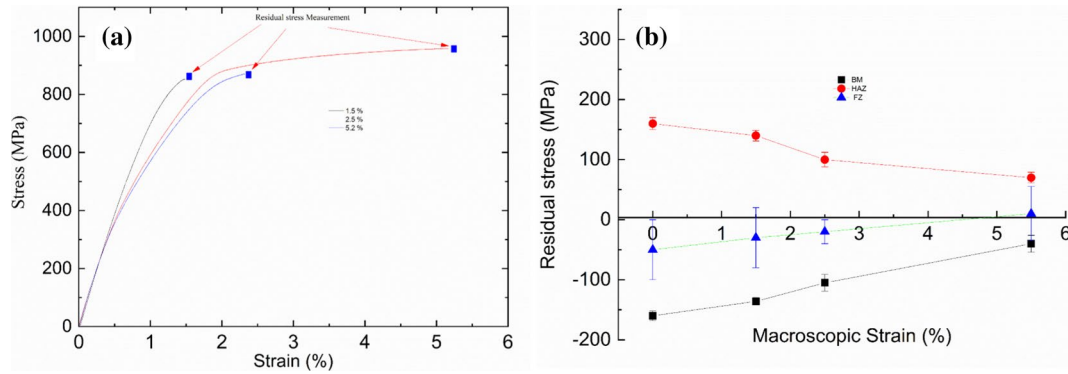 (a)
Residual stress Measurement
1000
800
600
400
200
0
Stress (MPa)
1.5 %
2.5 %
5.2 %
0 1 2 3 4 5 6
Strain (%)
(b)
300
200
100
0
-100
-200
Residual stress (MPa)
BM
HAZ
FZ
0 1 2 3 4 5 6
Macroscopic Strain (%)